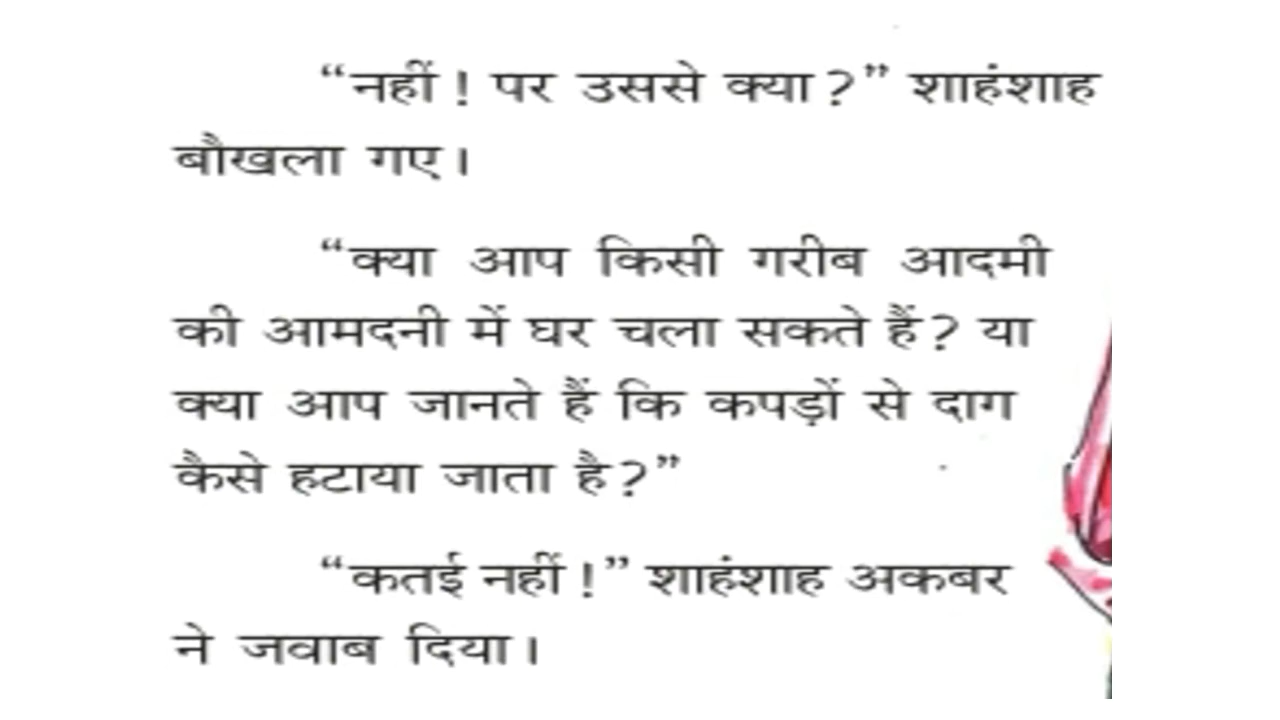 “नहीं! पर उससे क्या?” शाहंशाह
बौखला गए।
“क्या आप किसी गरीब आदमी
की आमदनी में घर चला सकते हैं? या
क्या आप जानते हैं कि कपड़ों से दाग
कैसे हटाया जाता है?”
“कतई नहीं!” शाहंशाह अकबर
ने जवाब दिया।